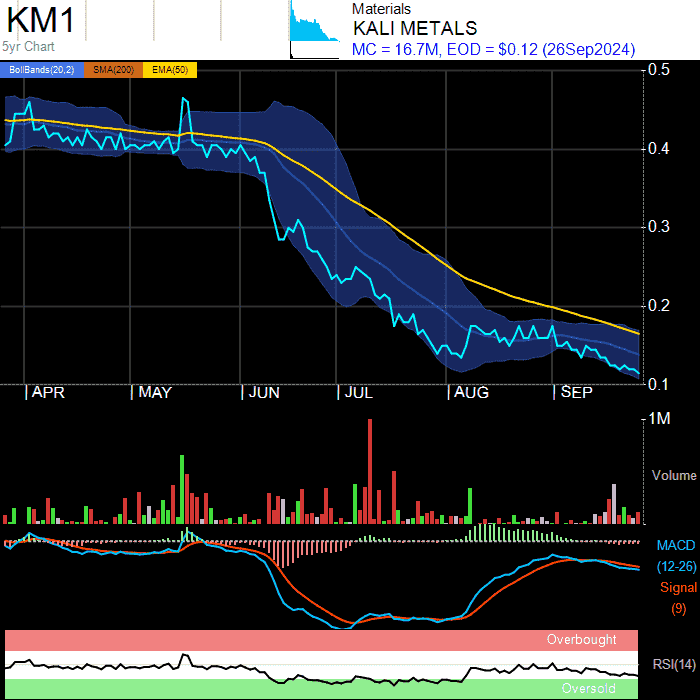 KM1
5yr Chart
Materials
KALI METALS
MC = 16.7M, EOD = $0.12 (26Sep2024)
BollBands(20,2) SMA(200) EMA(50)
0.5
0.4
0.3
0.2
0.1
APR MAY JUN JUL AUG SEP
1M
Volume
MACD
(12-26)
Signal
(9)
Overbought
RSI(14)
Oversold